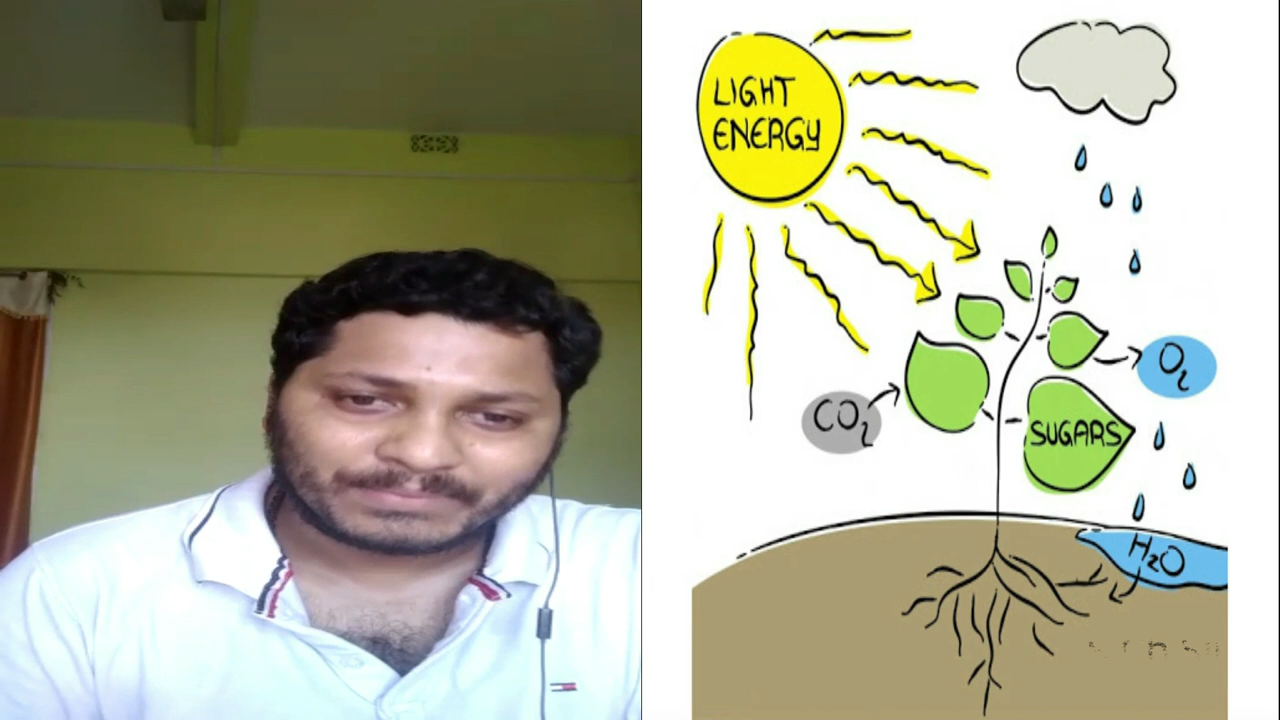 LIGHT
ENERGY
CO₂
O₂
SUGARS
H₂O